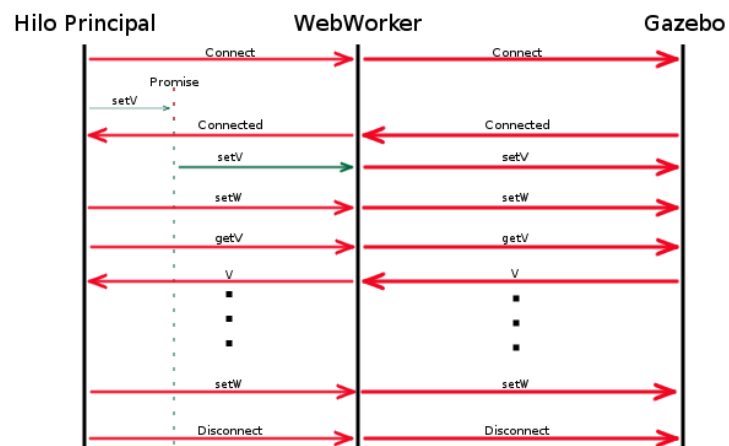 Hilo Principal WebWorker Gazebo
Connect Connect
Promise
setV
Connected Connected
setV setV
setW setW
getV getV
V V
setW setW
Disconnect Disconnect